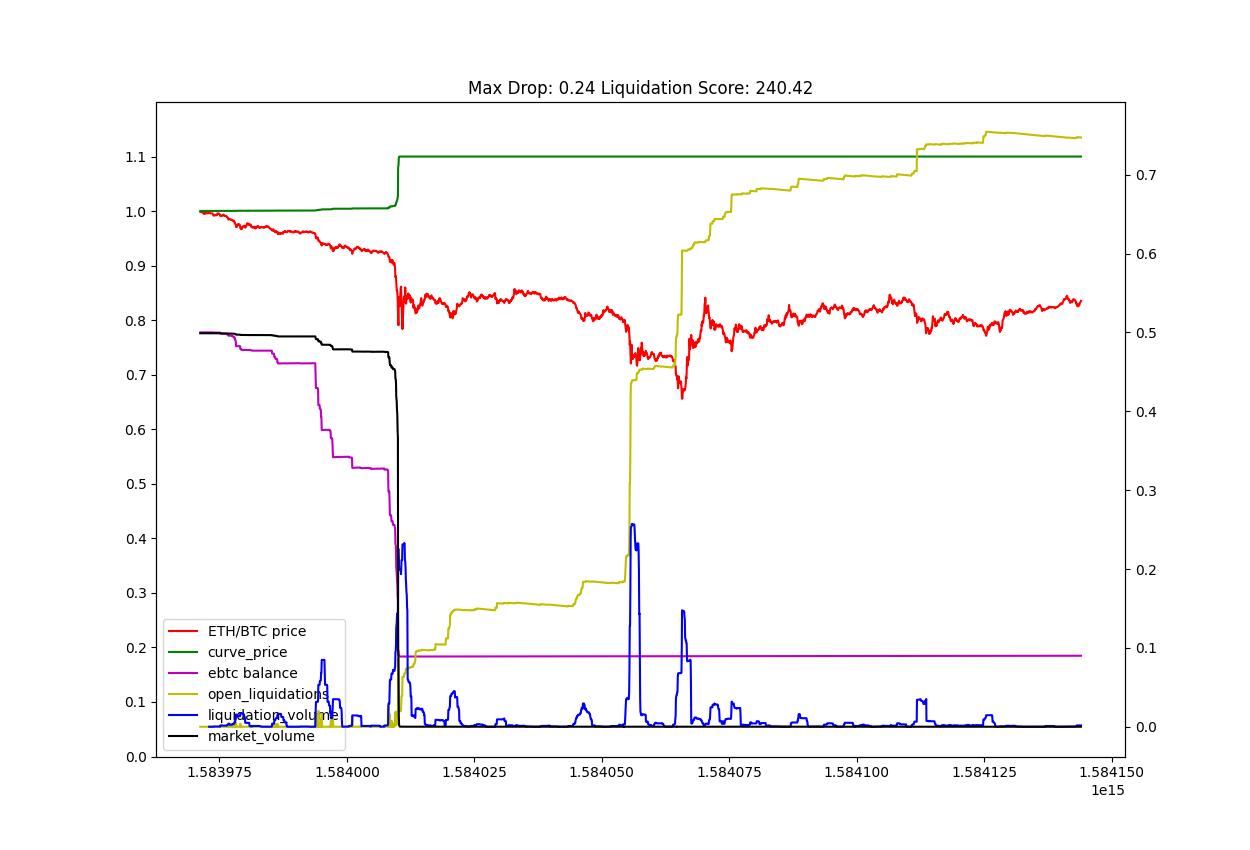 Max Drop: 0.24 Liquidation Score: 240.42
1.1
1.0
0.9
0.8
0.7
0.6
0.5
0.4
0.3
0.2
0.1
0.0
0.7
0.6
0.5
0.4
0.3
0.2
0.1
0.0
ETH/BTC price
curve_price
ebtc balance
open_liquidations
liquidation_volume
market_volume
1.583975 1.584000 1.584025 1.584050 1.584075 1.584100 1.584125 1.584150
1e15